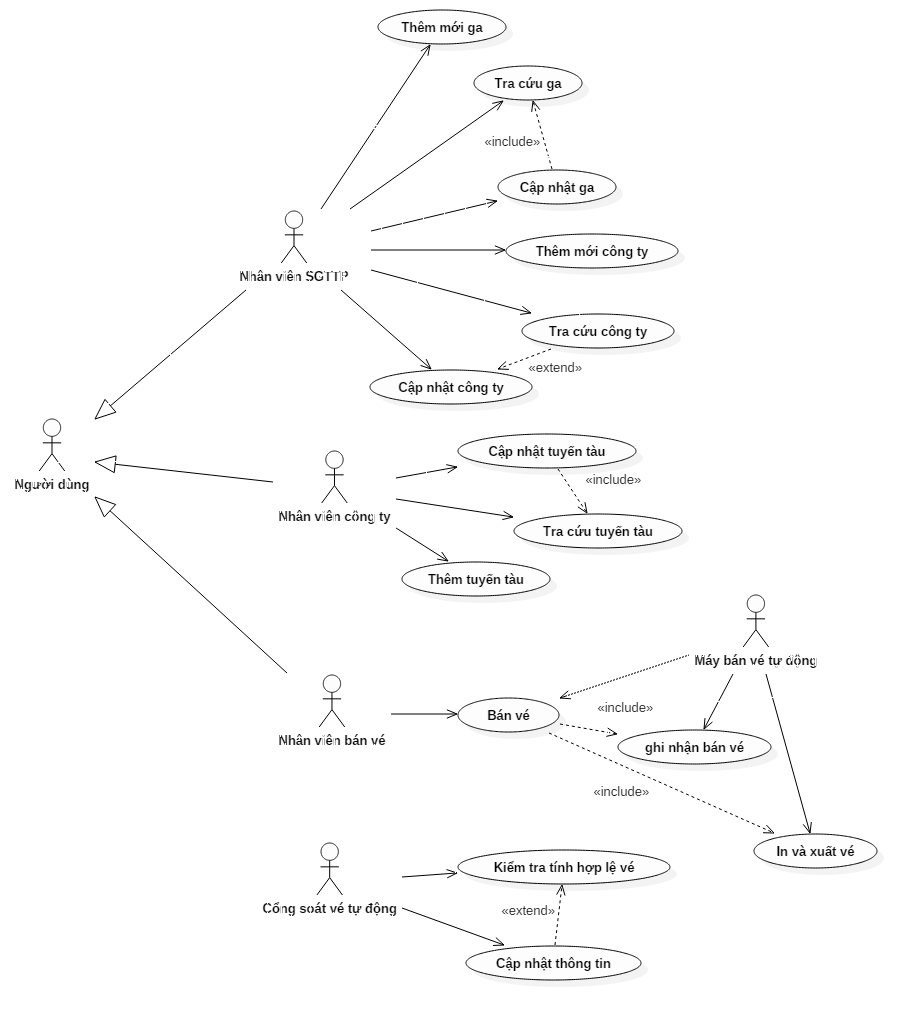 Thêm mới ga
Tra cứu ga
«include»
Cập nhật ga
Nhân viên SGTTP
Thêm mới công ty
Tra cứu công ty
«extend»
Cập nhật công ty
Người dùng
Cập nhật tuyến tàu
«include»
Nhân viên công ty
Tra cứu tuyến tàu
Thêm tuyến tàu
Máy bán vé tự động
«include»
Bán vé
Nhân viên bán vé
ghi nhận bán vé
«include»
In và xuất vé
Kiểm tra tính hợp lệ vé
Cổng soát vé tự động
«extend»
Cập nhật thông tin